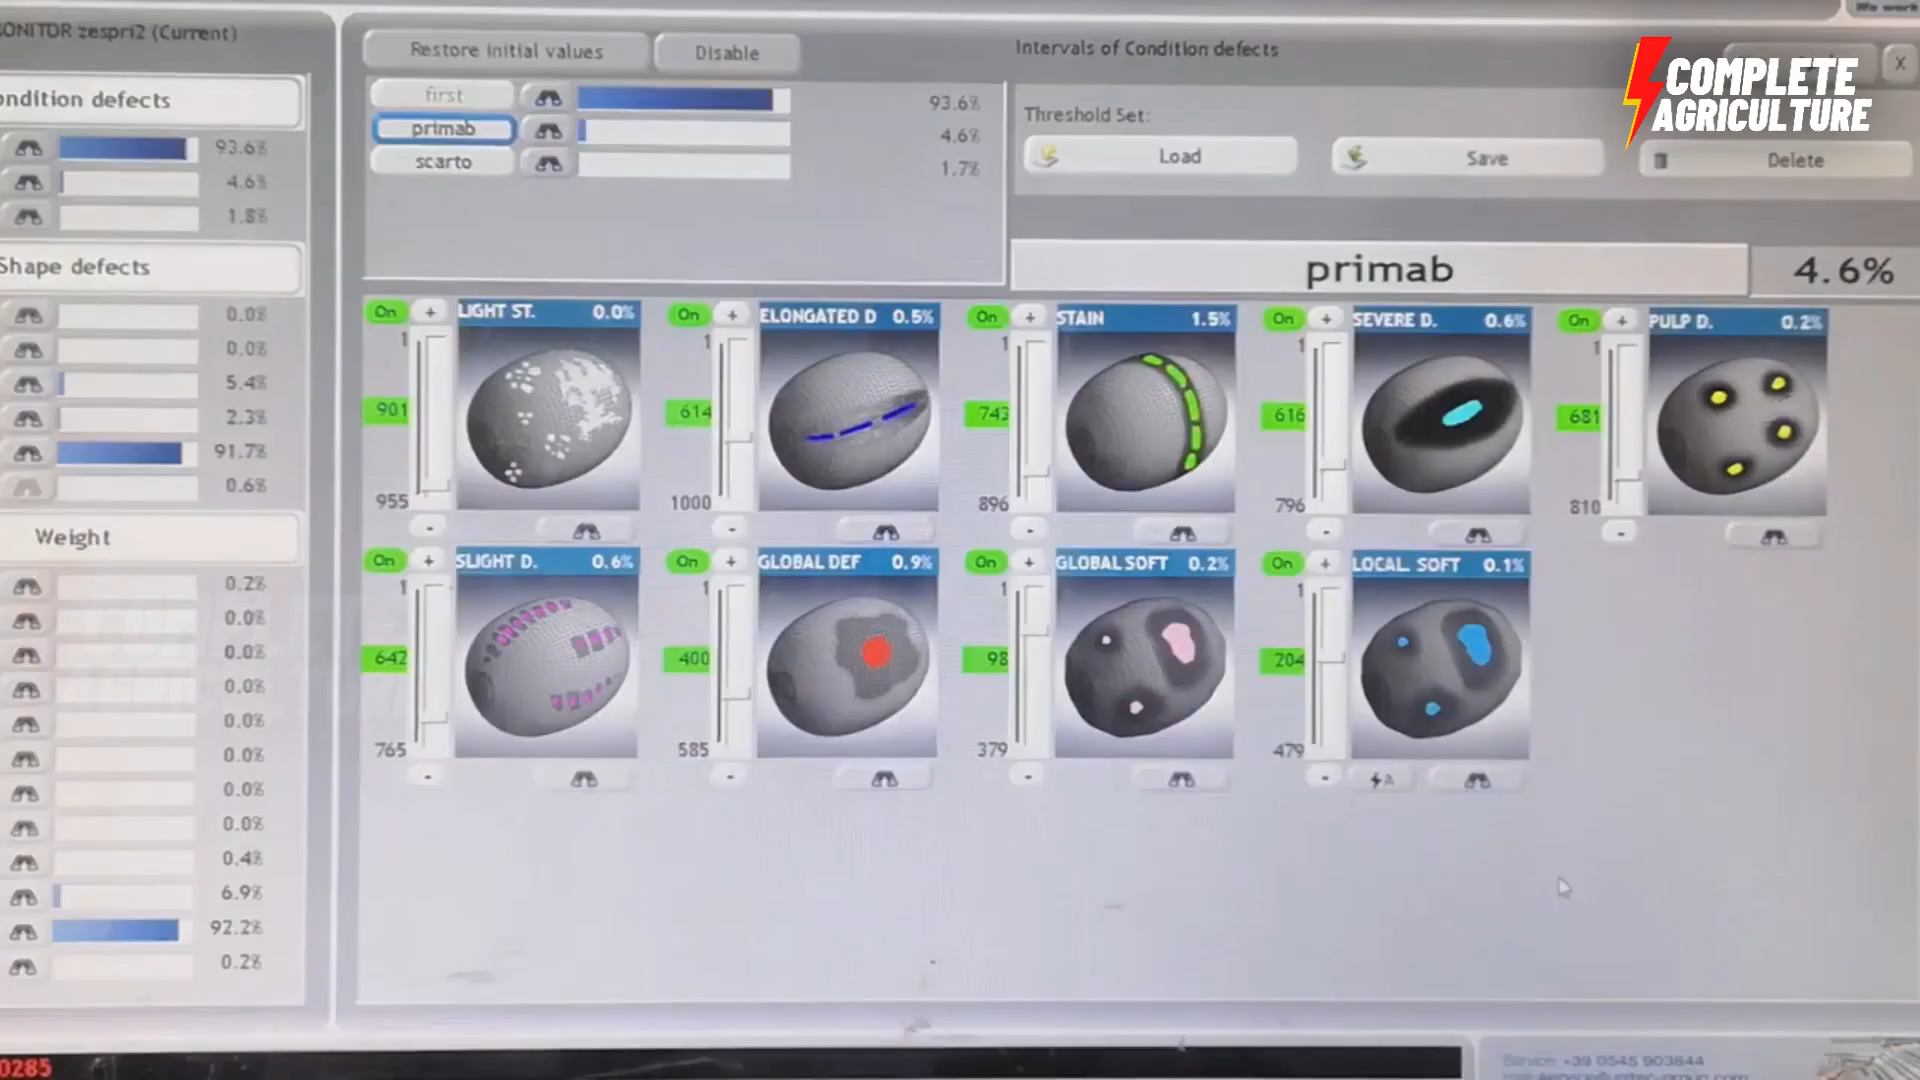 ONITOR zespri2 (Current)
ondition defects
93.6%
4.6%
1.8%
Shape defects
0.0%
0.0%
5.4%
2.3%
91.7%
0.6%
Weight
0.2%
0.0%
0.0%
0.0%
0.0%
0.0%
0.0%
0.0%
0.4%
6.9%
92.2%
0.2%
Restore initial values
Disable
first
93.6%
primab
4.6%
scarto
1.7%
Intervals of Condition defects
X
Threshold Set:
Load
Save
Delete
COMPLETE
AGRICULTURE
primab
4.6%
On + LIGHT ST. 0.0%
1
901
955
-
On + ELONGATED D 0.5%
1
614
1000
-
On + STAIN 1.5%
1
743
896
-
On + SEVERE D. 0.6%
1
616
796
-
On + PULP D. 0.2%
1
681
810
-
On + SLIGHT D. 0.6%
1
642
765
-
On + GLOBAL DEF 0.9%
1
400
585
-
On + GLOBAL SOFT 0.2%
1
98
379
-
On + LOCAL. SOFT 0.1%
1
204
479
-
A
0285
Service: +39 0545 903844